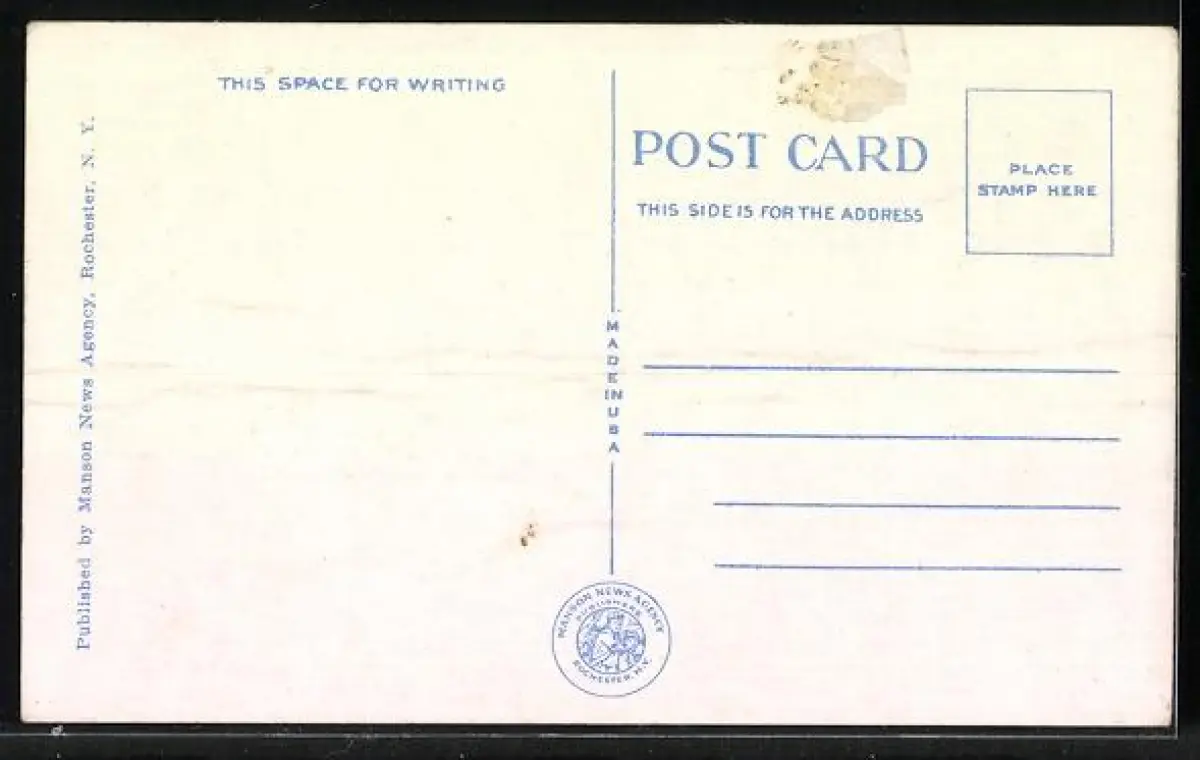 THIS SPACE FOR WRITING
Published by Manson News Agency, Rochester, N. Y.
POST CARD
THIS SIDE IS FOR THE ADDRESS
PLACE
STAMP HERE
MADE IN USA
MANSON NEWS AGENCY
PUBLISHERS
ROCHESTER, N.Y.